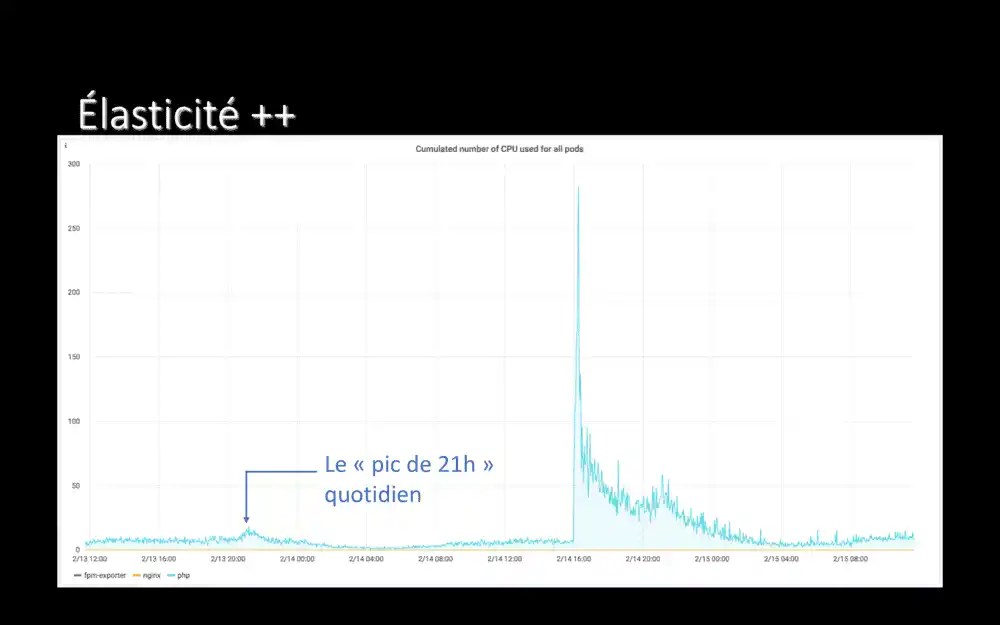 Élasticité ++
i
Cumulated number of CPU used for all pods
300
250
200
150
100
50
0
Le « pic de 21h »
quotidien
2/13 12:00 2/13 16:00 2/13 20:00 2/14 00:00 2/14 04:00 2/14 08:00 2/14 12:00 2/14 16:00 2/14 20:00 2/15 00:00 2/15 04:00 2/15 08:00
fpm-exporter nginx php